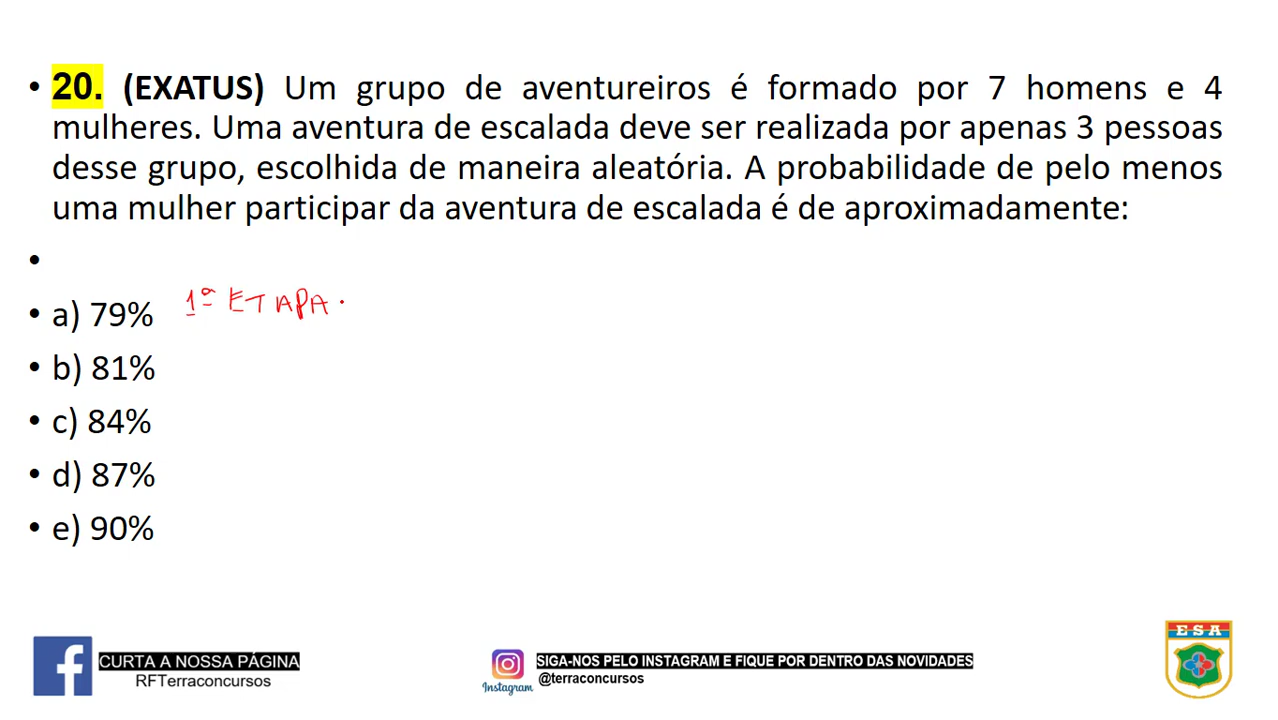 • 20. (EXATUS) Um grupo de aventureiros é formado por 7 homens e 4
mulheres. Uma aventura de escalada deve ser realizada por apenas 3 pessoas
desse grupo, escolhida de maneira aleatória. A probabilidade de pelo menos
uma mulher participar da aventura de escalada é de aproximadamente:
•
• a) 79%
1ª ETAPA .
• b) 81%
• c) 84%
• d) 87%
• e) 90%
CURTA A NOSSA PÁGINA
RFTerraconcursos
Instagram
SIGA-NOS PELO INSTAGRAM E FIQUE POR DENTRO DAS NOVIDADES
@terraconcursos
ESA